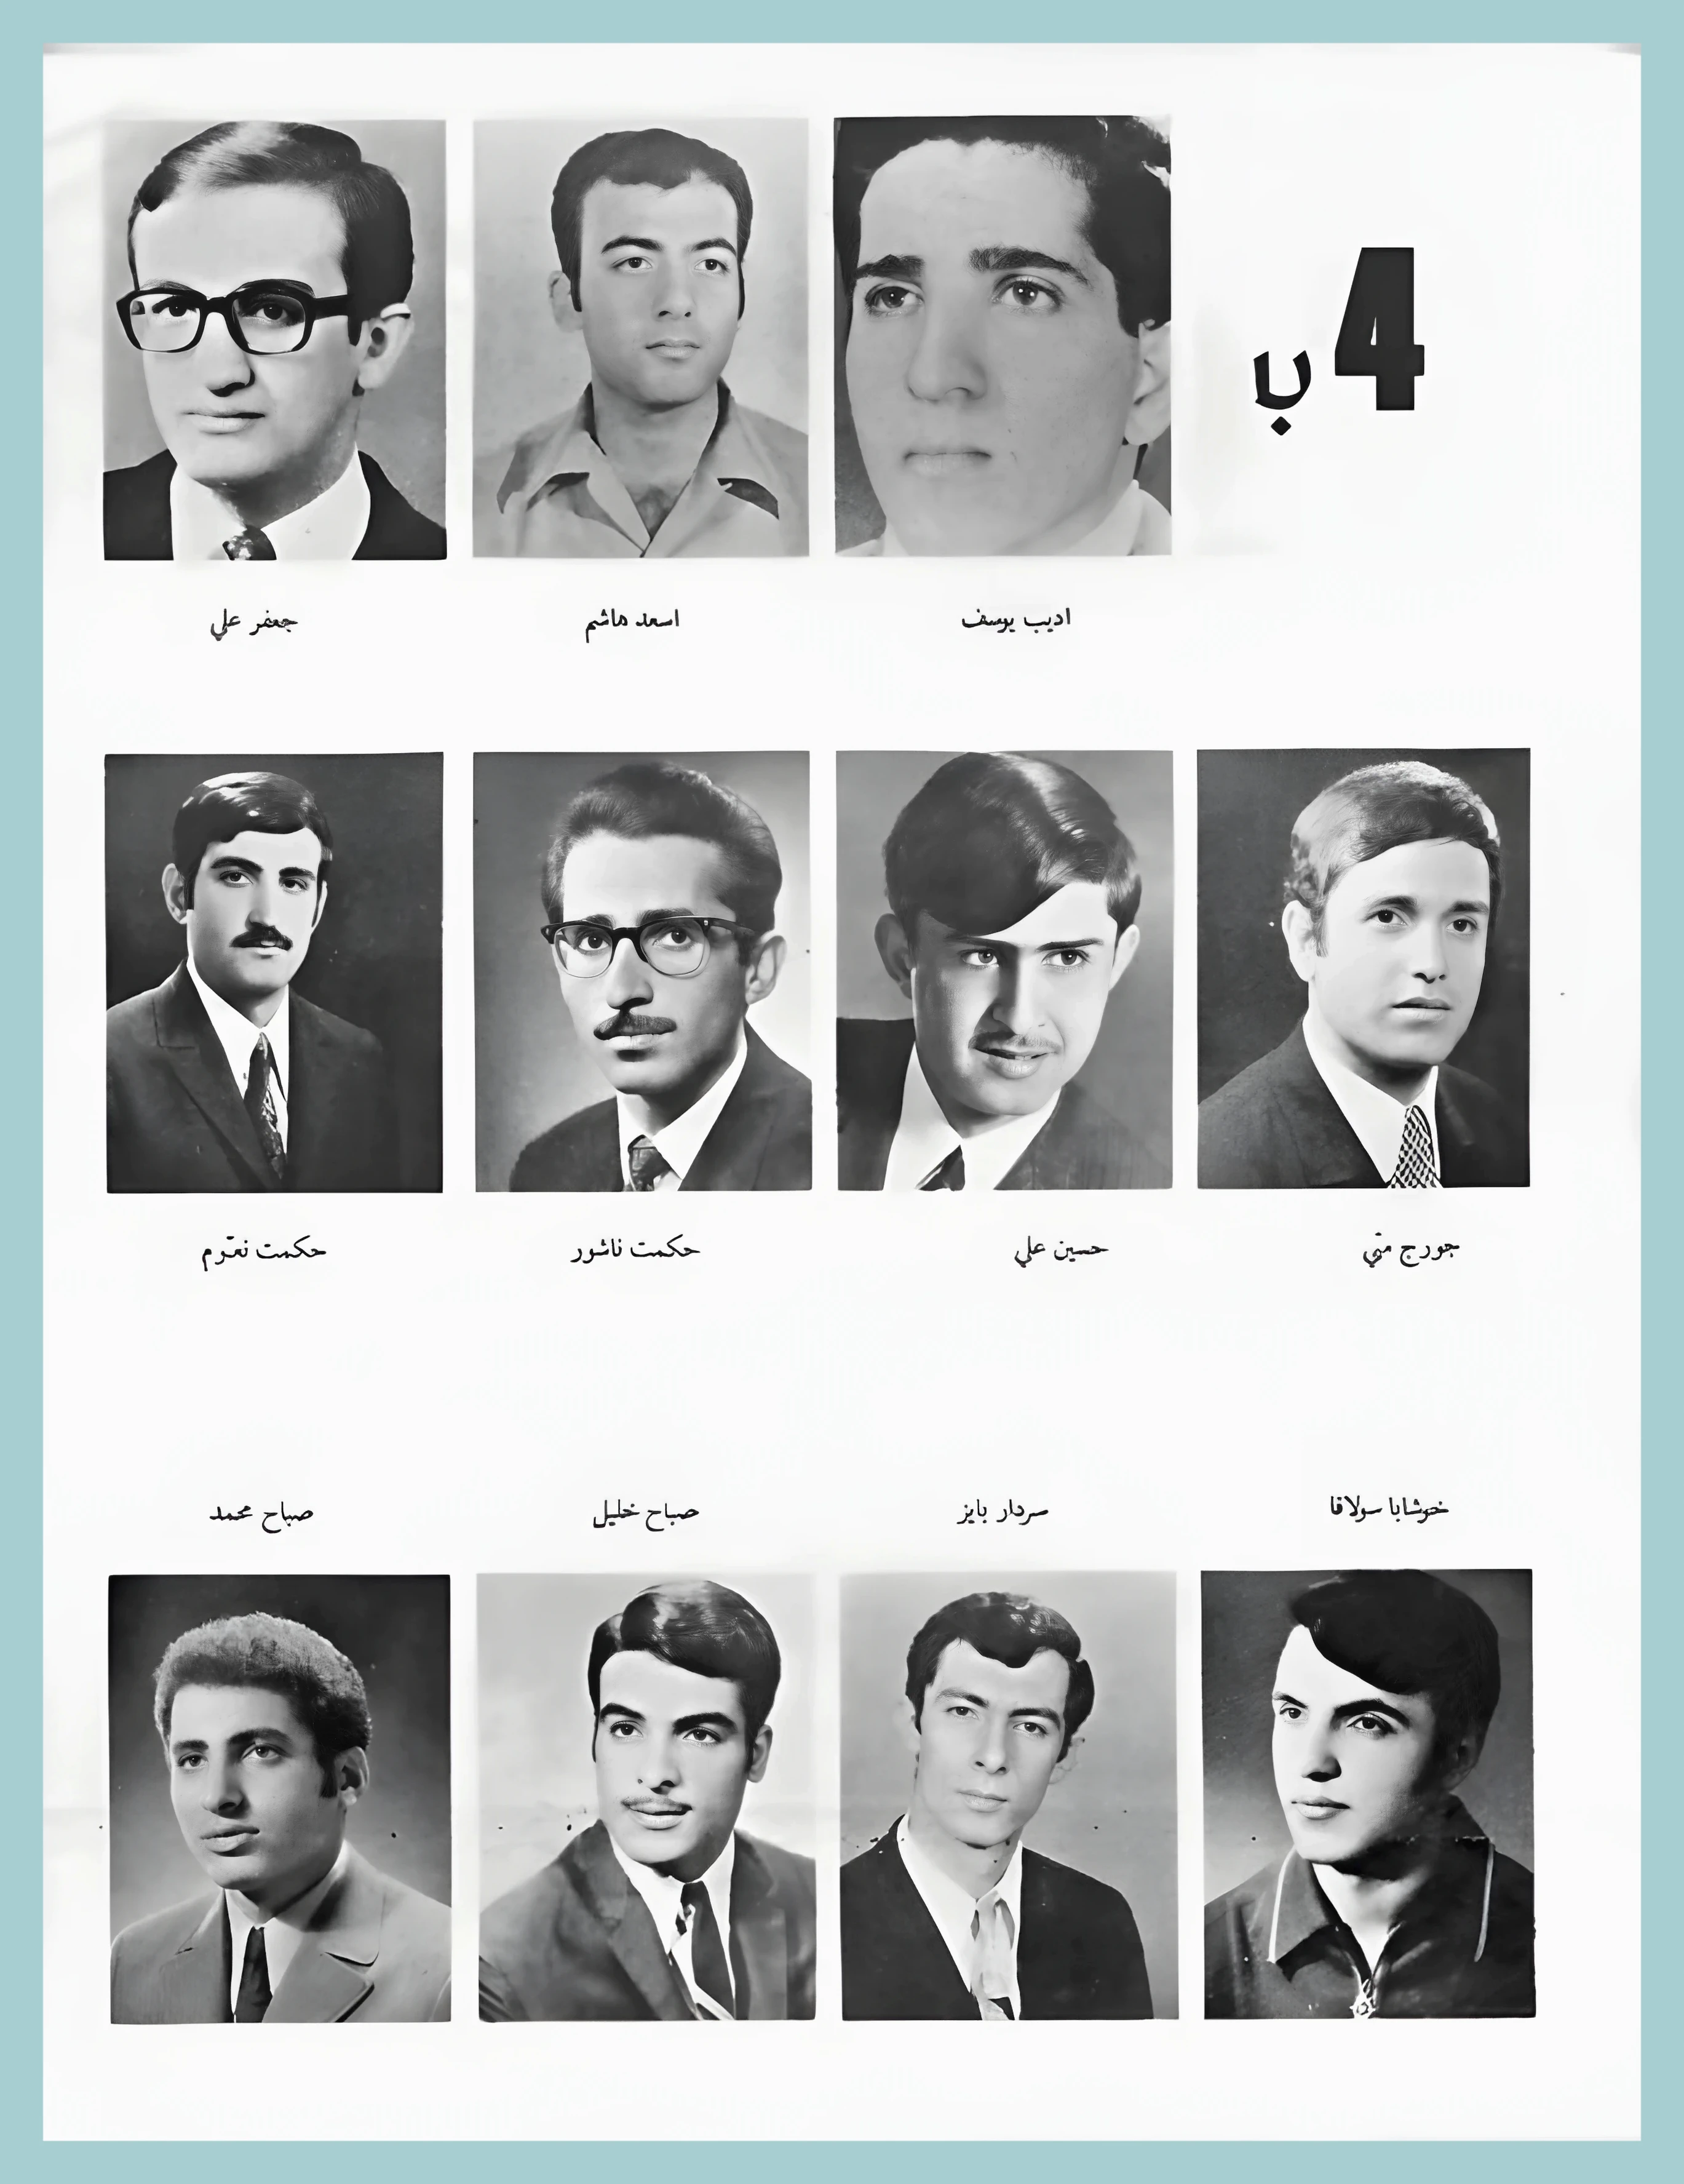 4 ب
اديب يوسف
اسعد هاشم
جعفر علي
جورج متي
حسين علي
حكمت ناشور
حكمت نعوم
خوشابا سولاقا
سردار بايز
صباح خليل
صباح محمد